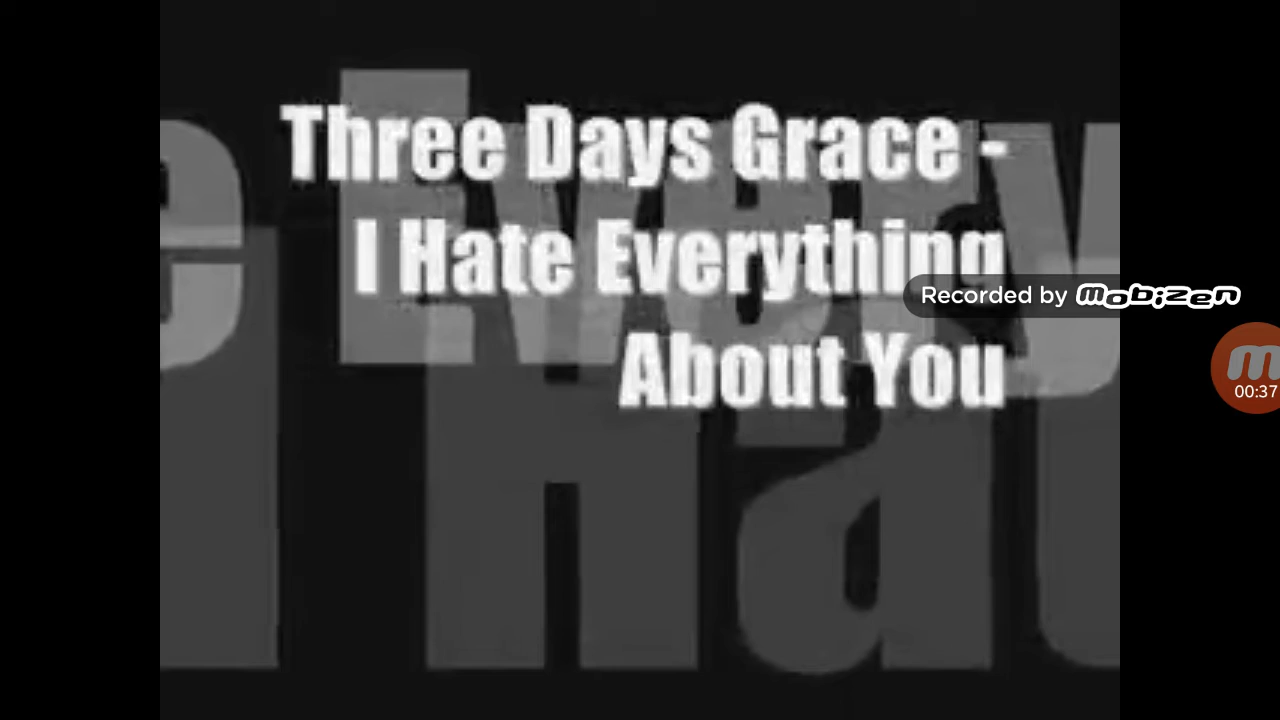 Three Days Grace -
I Hate Everything
About You
Recorded by mobizen
00:37